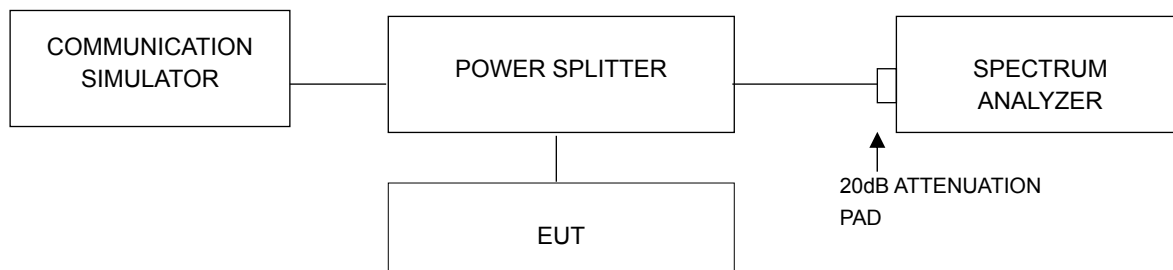 COMMUNICATION
SIMULATOR
POWER SPLITTER
SPECTRUM
ANALYZER
20dB ATTENUATION
PAD
EUT